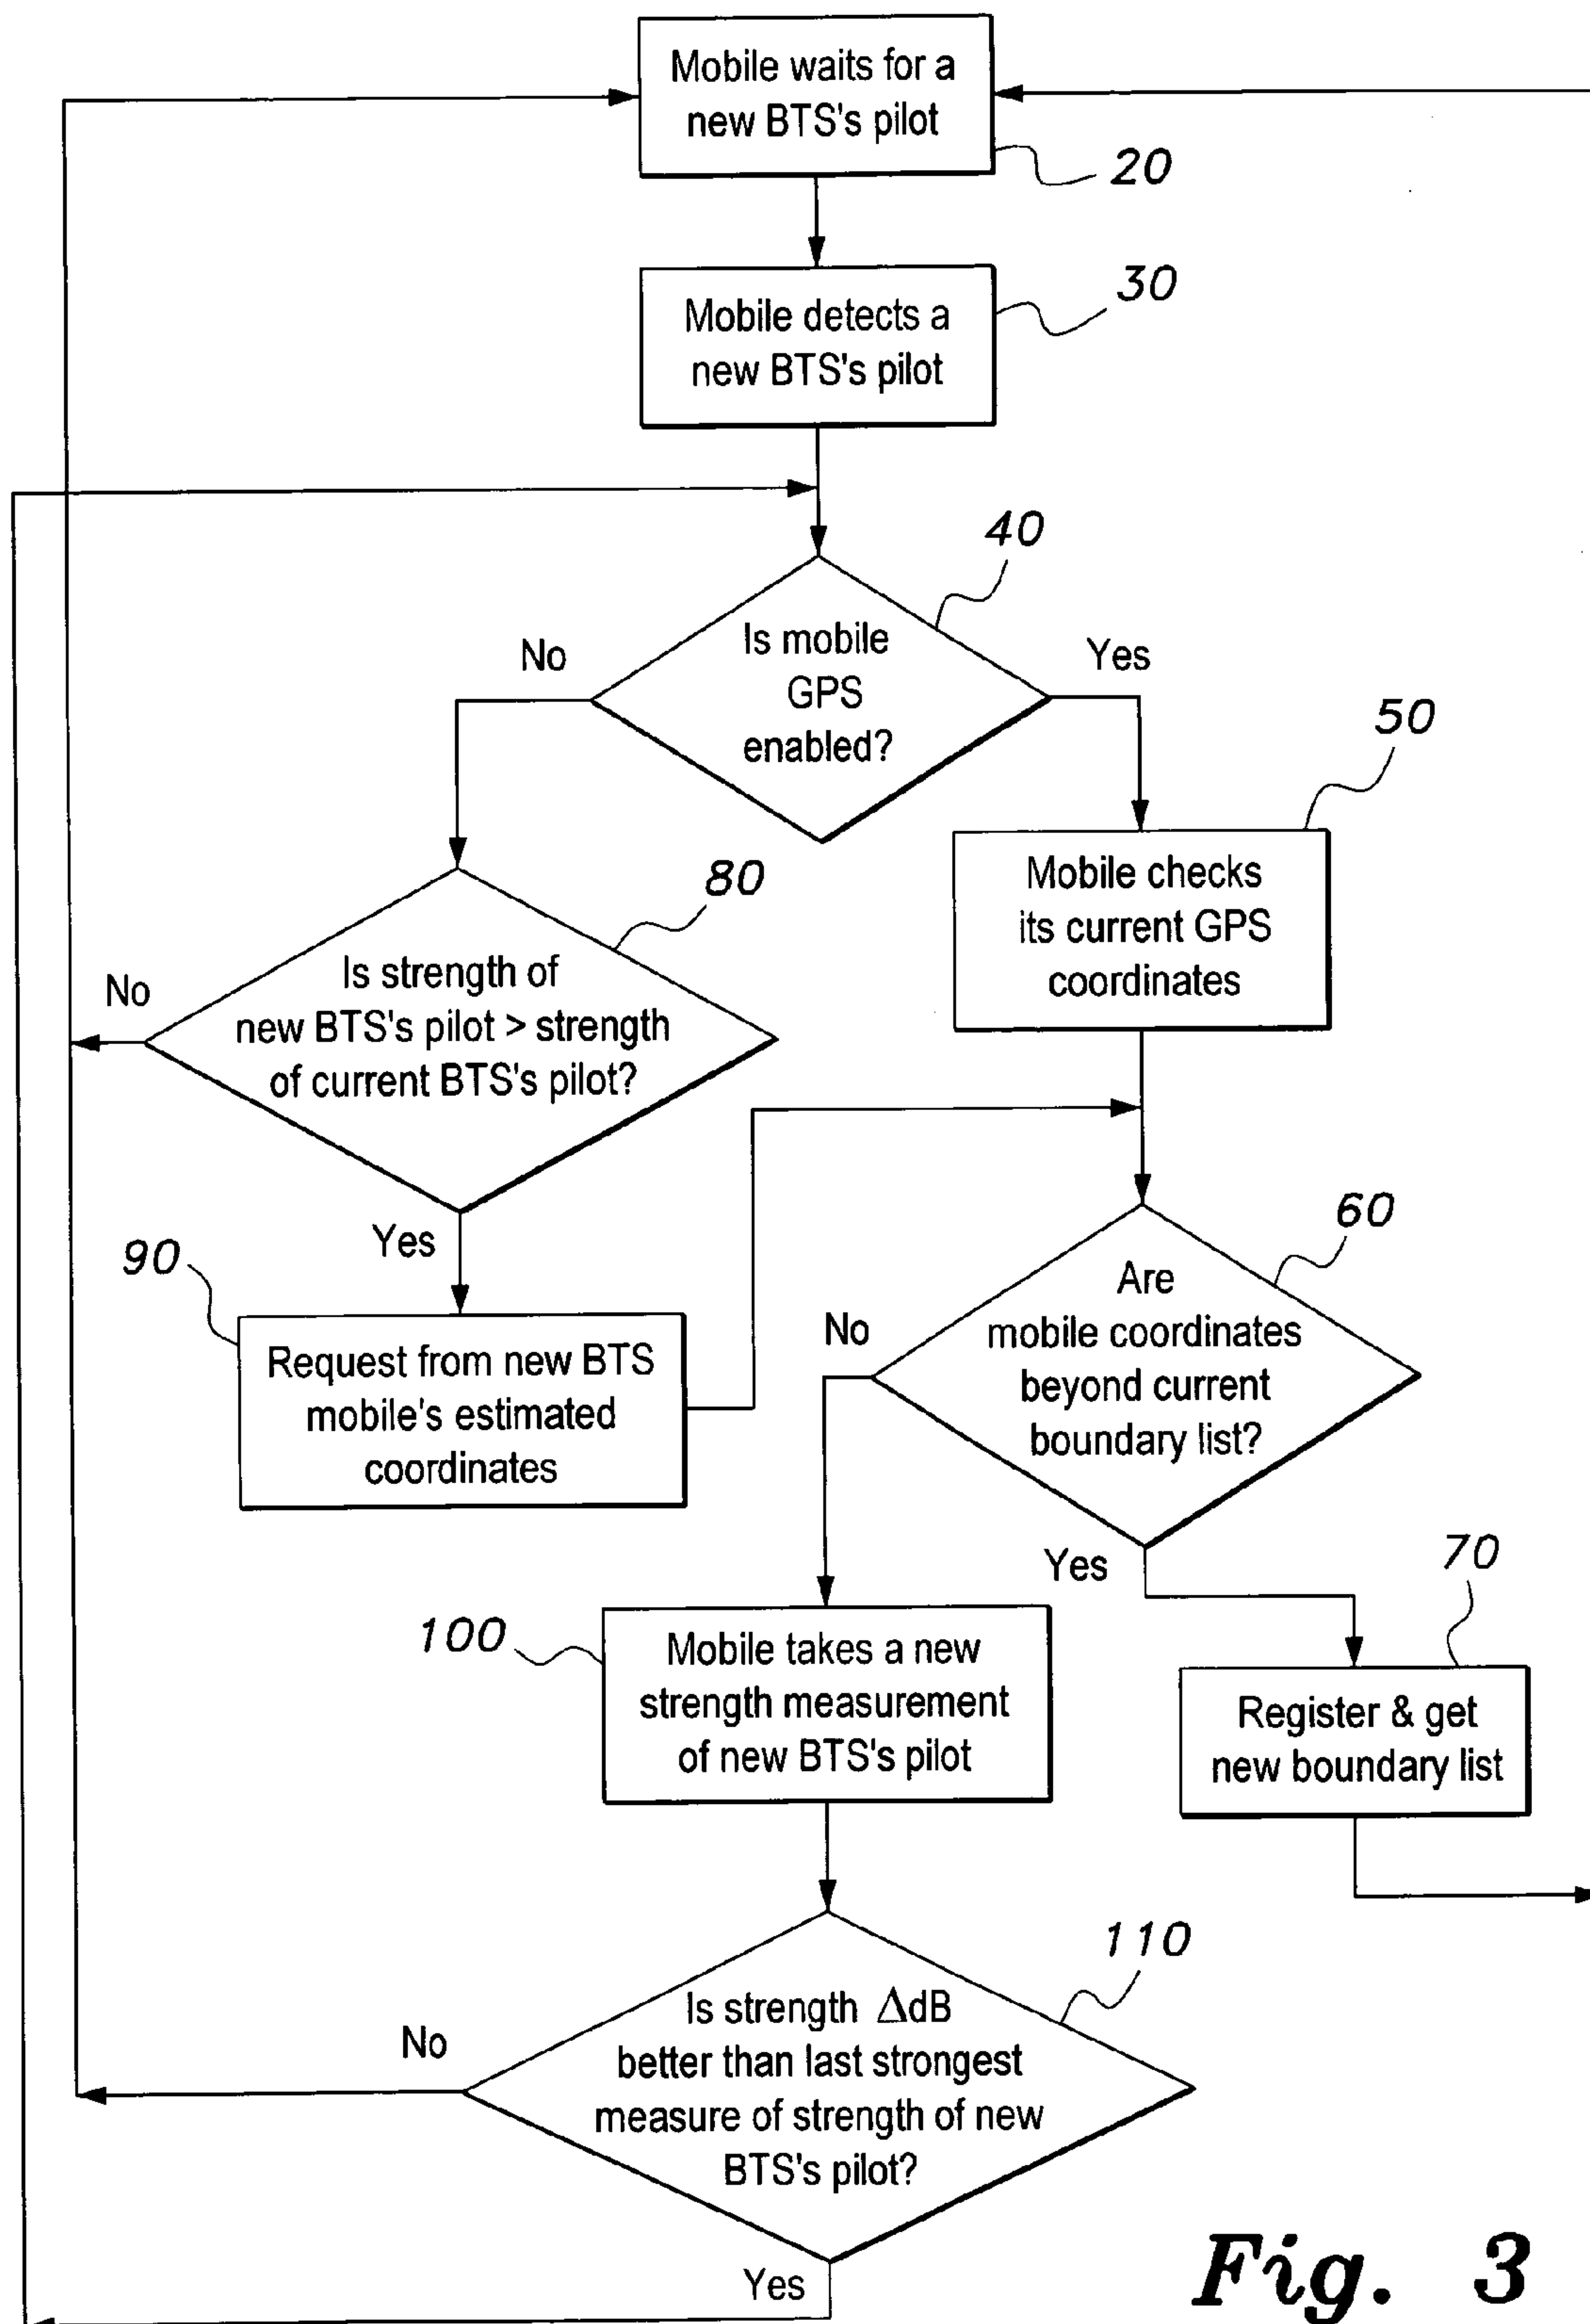 Mobile waits for a
new BTS's pilot
20
Mobile detects a
new BTS's pilot
30
40
Is mobile
GPS
enabled?
No
Yes
50
Mobile checks
its current GPS
coordinates
80
Is strength of
new BTS's pilot > strength
of current BTS's pilot?
No
Yes
90
Request from new BTS
mobile's estimated
coordinates
60
Are
mobile coordinates
beyond current
boundary list?
No
Yes
70
Register & get
new boundary list
100
Mobile takes a new
strength measurement
of new BTS's pilot
110
Is strength ΔdB
better than last strongest
measure of strength of new
BTS's pilot?
No
Yes
Fig. 3